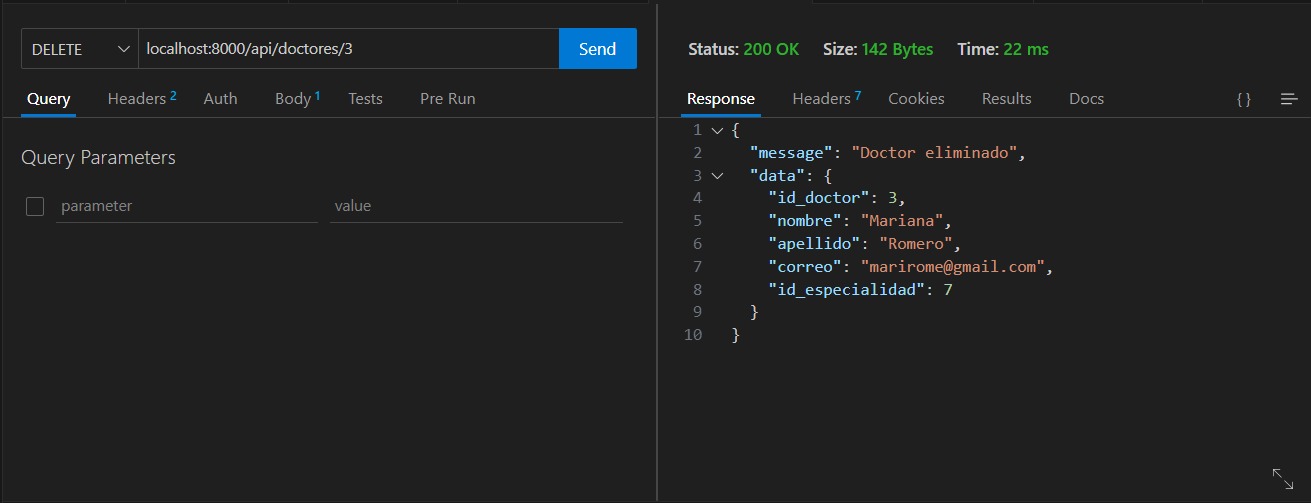 DELETE localhost:8000/api/doctores/3 Send
Query Headers 2 Auth Body 1 Tests Pre Run
Query Parameters
parameter value
Status: 200 OK Size: 142 Bytes Time: 22 ms
Response Headers 7 Cookies Results Docs { }
1 {
2 "message": "Doctor eliminado",
3 "data": {
4 "id_doctor": 3,
5 "nombre": "Mariana",
6 "apellido": "Romero",
7 "correo": "marirome@gmail.com",
8 "id_especialidad": 7
9 }
10 }